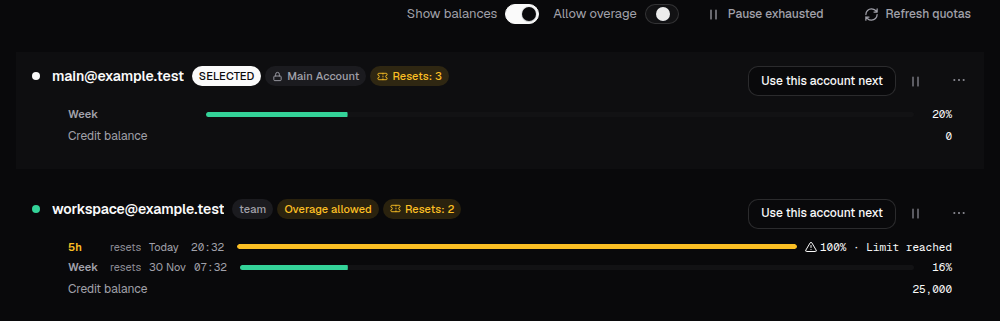 Show balances Allow overage Pause exhausted Refresh quotas
main@example.test SELECTED Main Account Resets: 3 Use this account next ...
Week 20%
Credit balance 0
workspace@example.test team Overage allowed Resets: 2 Use this account next ...
5h resets Today 20:32 100% · Limit reached
Week resets 30 Nov 07:32 16%
Credit balance 25,000